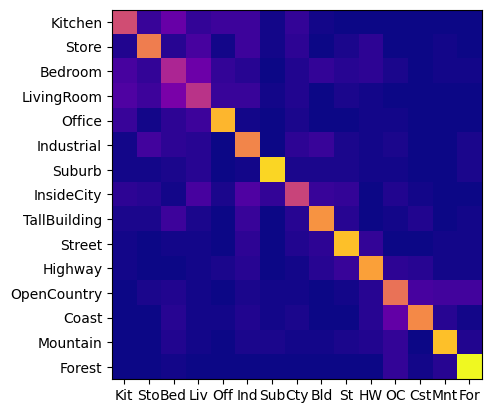 Kitchen
Store
Bedroom
LivingRoom
Office
Industrial
Suburb
InsideCity
TallBuilding
Street
Highway
OpenCountry
Coast
Mountain
Forest
Kit Sto Bed Liv Off Ind Sub Cty Bld St HW OC Cst Mnt For